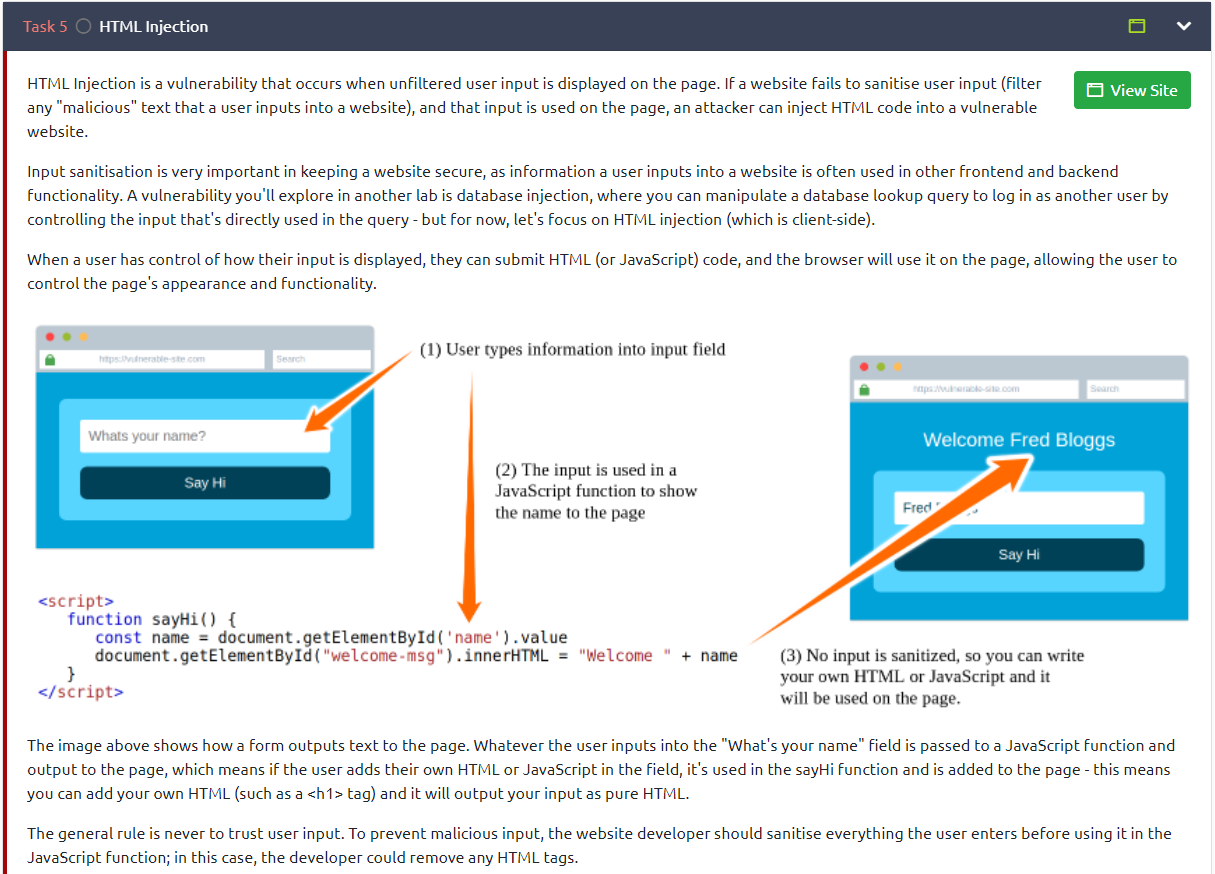 Task 5 HTML Injection
HTML Injection is a vulnerability that occurs when unfiltered user input is displayed on the page. If a website fails to sanitise user input (filter
any "malicious" text that a user inputs into a website), and that input is used on the page, an attacker can inject HTML code into a vulnerable
website.
View Site
Input sanitisation is very important in keeping a website secure, as information a user inputs into a website is often used in other frontend and backend
functionality. A vulnerability you'll explore in another lab is database injection, where you can manipulate a database lookup query to log in as another user by
controlling the input that's directly used in the query - but for now, let's focus on HTML injection (which is client-side).
When a user has control of how their input is displayed, they can submit HTML (or JavaScript) code, and the browser will use it on the page, allowing the user to
control the page's appearance and functionality.
https://vulnerable-site.com
Search
Whats your name?
Say Hi
(1) User types information into input field
(2) The input is used in a
JavaScript function to show
the name to the page
https://vulnerable-site.com
Search
Welcome Fred Bloggs
Fred
Say Hi
<script>
function sayHi() {
const name = document.getElementById('name').value
document.getElementById("welcome-msg").innerHTML = "Welcome " + name
}
</script>
(3) No input is sanitized, so you can write
your own HTML or JavaScript and it
will be used on the page.
The image above shows how a form outputs text to the page. Whatever the user inputs into the "What's your name" field is passed to a JavaScript function and
output to the page, which means if the user adds their own HTML or JavaScript in the field, it's used in the sayHi function and is added to the page - this means
you can add your own HTML (such as a <h1> tag) and it will output your input as pure HTML.
The general rule is never to trust user input. To prevent malicious input, the website developer should sanitise everything the user enters before using it in the
JavaScript function; in this case, the developer could remove any HTML tags.